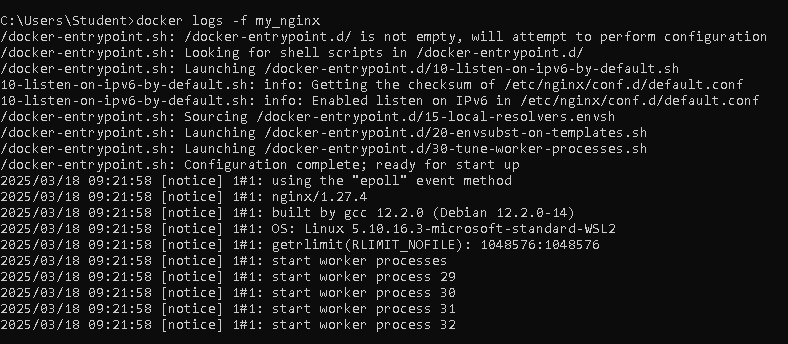 C:\Users\Student>docker logs -f my_nginx
/docker-entrypoint.sh: /docker-entrypoint.d/ is not empty, will attempt to perform configuration
/docker-entrypoint.sh: Looking for shell scripts in /docker-entrypoint.d/
/docker-entrypoint.sh: Launching /docker-entrypoint.d/10-listen-on-ipv6-by-default.sh
10-listen-on-ipv6-by-default.sh: info: Getting the checksum of /etc/nginx/conf.d/default.conf
10-listen-on-ipv6-by-default.sh: info: Enabled listen on IPv6 in /etc/nginx/conf.d/default.conf
/docker-entrypoint.sh: Sourcing /docker-entrypoint.d/15-local-resolvers.envsh
/docker-entrypoint.sh: Launching /docker-entrypoint.d/20-envsubst-on-templates.sh
/docker-entrypoint.sh: Launching /docker-entrypoint.d/30-tune-worker-processes.sh
/docker-entrypoint.sh: Configuration complete; ready for start up
2025/03/18 09:21:58 [notice] 1#1: using the "epoll" event method
2025/03/18 09:21:58 [notice] 1#1: nginx/1.27.4
2025/03/18 09:21:58 [notice] 1#1: built by gcc 12.2.0 (Debian 12.2.0-14)
2025/03/18 09:21:58 [notice] 1#1: OS: Linux 5.10.16.3-microsoft-standard-WSL2
2025/03/18 09:21:58 [notice] 1#1: getrlimit(RLIMIT_NOFILE): 1048576:1048576
2025/03/18 09:21:58 [notice] 1#1: start worker processes
2025/03/18 09:21:58 [notice] 1#1: start worker process 29
2025/03/18 09:21:58 [notice] 1#1: start worker process 30
2025/03/18 09:21:58 [notice] 1#1: start worker process 31
2025/03/18 09:21:58 [notice] 1#1: start worker process 32